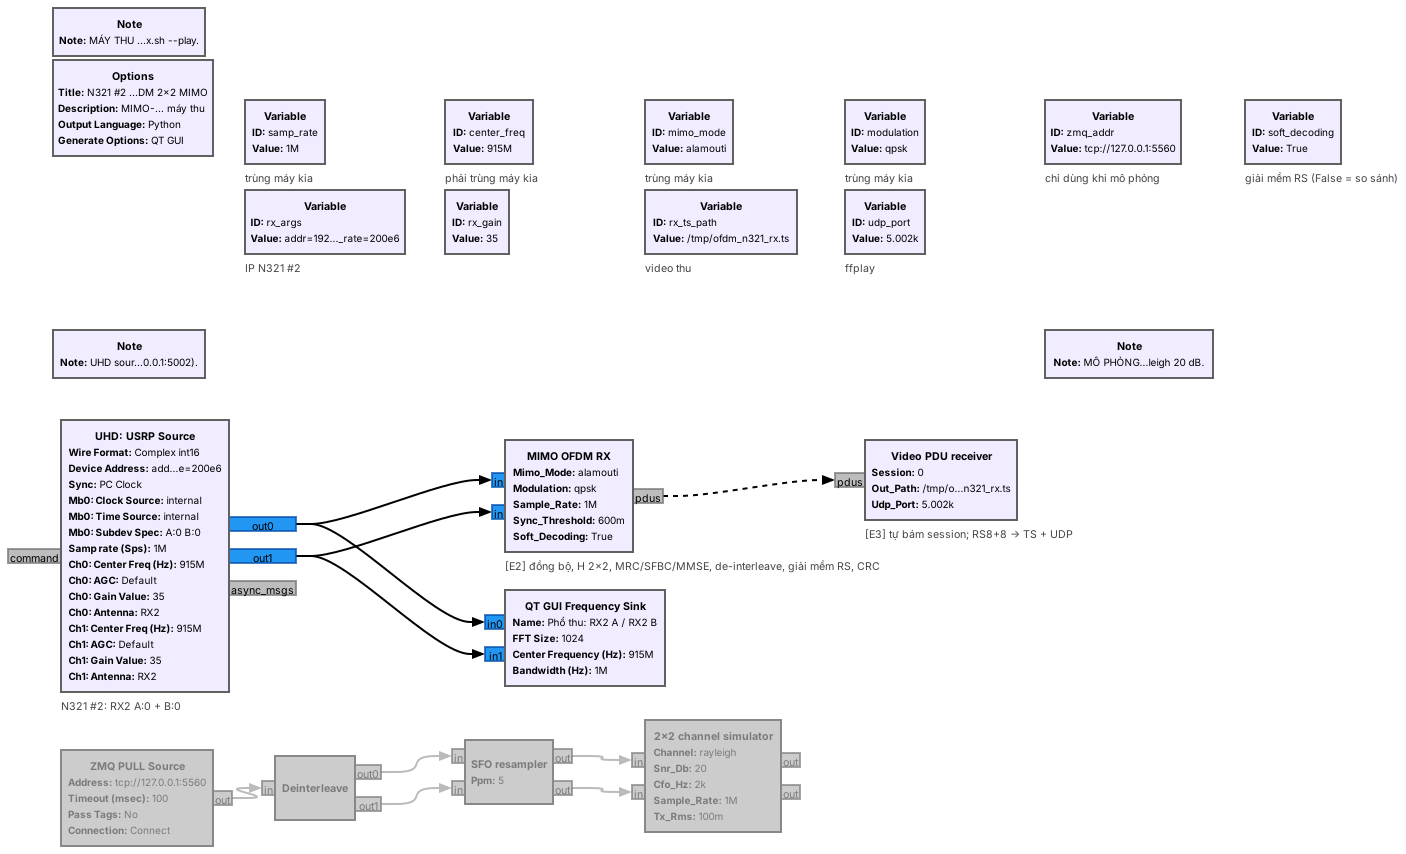 Note
Note: MÁY THU ...x.sh --play.
Options
Title: N321 #2 ...DM 2×2 MIMO
Description: MIMO-... máy thu
Output Language: Python
Generate Options: QT GUI
Variable
ID: samp_rate
Value: 1M
trùng máy kia
Variable
ID: center_freq
Value: 915M
phải trùng máy kia
Variable
ID: mimo_mode
Value: alamouti
trùng máy kia
Variable
ID: modulation
Value: qpsk
trùng máy kia
Variable
ID: zmq_addr
Value: tcp://127.0.0.1:5560
chỉ dùng khi mô phỏng
Variable
ID: soft_decoding
Value: True
giải mềm RS (False = so sánh)
Variable
ID: rx_args
Value: addr=192..._rate=200e6
IP N321 #2
Variable
ID: rx_gain
Value: 35
Variable
ID: rx_ts_path
Value: /tmp/ofdm_n321_rx.ts
video thu
Variable
ID: udp_port
Value: 5.002k
ffplay
Note
Note: UHD sour...0.0.1:5002).
Note
Note: MÔ PHỎNG...leigh 20 dB.
UHD: USRP Source
Wire Format: Complex int16
Device Address: add...e=200e6
Sync: PC Clock
Mb0: Clock Source: internal
Mb0: Time Source: internal
Mb0: Subdev Spec: A:0 B:0
Samp rate (Sps): 1M
Ch0: Center Freq (Hz): 915M
Ch0: AGC: Default
Ch0: Gain Value: 35
Ch0: Antenna: RX2
Ch1: Center Freq (Hz): 915M
Ch1: AGC: Default
Ch1: Gain Value: 35
Ch1: Antenna: RX2
command
out0
out1
async_msgs
N321 #2: RX2 A:0 + B:0
in
in
MIMO OFDM RX
Mimo_Mode: alamouti
Modulation: qpsk
Sample_Rate: 1M
Sync_Threshold: 600m
Soft_Decoding: True
pdus
[E2] đồng bộ, H 2×2, MRC/SFBC/MMSE, de-interleave, giải mềm RS, CRC
pdus
Video PDU receiver
Session: 0
Out_Path: /tmp/o...n321_rx.ts
Udp_Port: 5.002k
[E3] tự bám session; RS8+8 → TS + UDP
in0
in1
QT GUI Frequency Sink
Name: Phổ thu: RX2 A / RX2 B
FFT Size: 1024
Center Frequency (Hz): 915M
Bandwidth (Hz): 1M
ZMQ PULL Source
Address: tcp://127.0.0.1:5560
Timeout (msec): 100
Pass Tags: No
Connection: Connect
out
in
Deinterleave
out0
out1
in
in
SFO resampler
Ppm: 5
out
out
in
in
2×2 channel simulator
Channel: rayleigh
Snr_Db: 20
Cfo_Hz: 2k
Sample_Rate: 1M
Tx_Rms: 100m
out
out